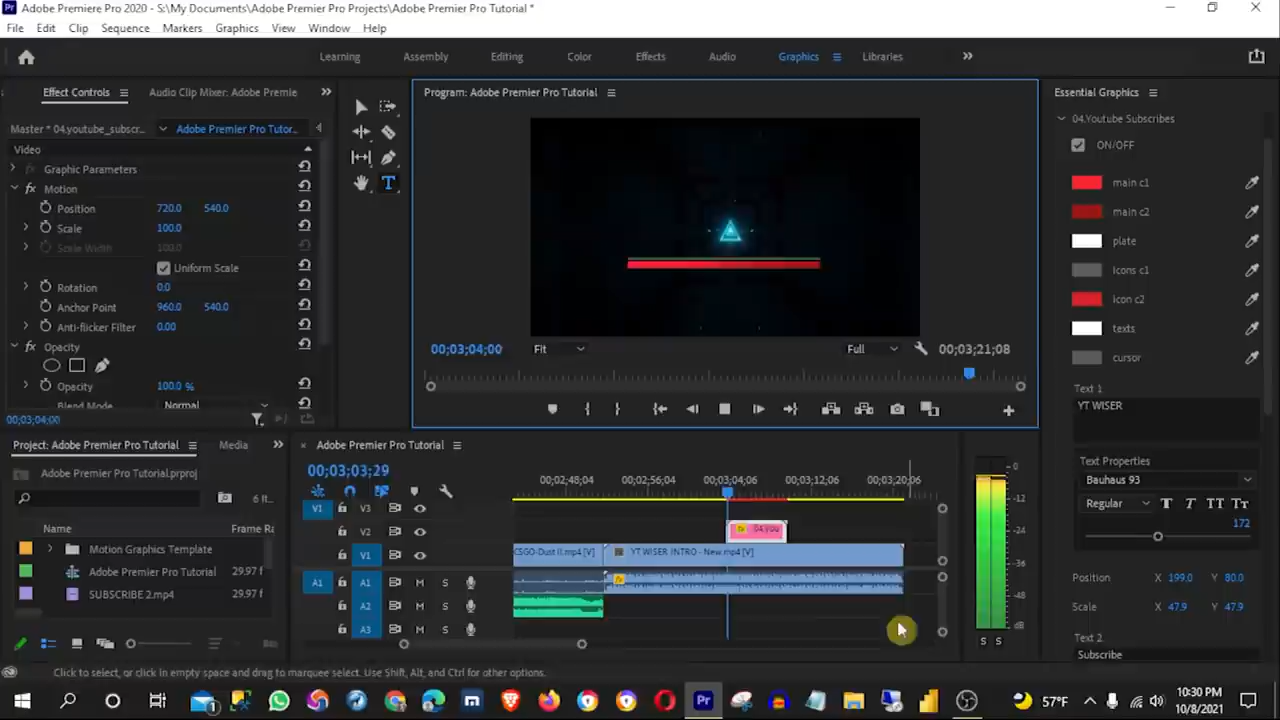 Adobe Premiere Pro 2020 - S:\My Documents\Adobe Premier Pro Projects\Adobe Premier Pro Tutorial *
File Edit Clip Sequence Markers Graphics View Window Help
Learning Assembly Editing Color Effects Audio Graphics Libraries
Effect Controls Audio Clip Mixer: Adobe Premie
Program: Adobe Premier Pro Tutorial
Essential Graphics
Master * 04.youtube_subscr... Adobe Premier Pro Tutor...
Video
Graphic Parameters
fx Motion
Position 720.0 540.0
Scale 100.0
Scale Width 100.0
Uniform Scale
Rotation 0.0
Anchor Point 960.0 540.0
Anti-flicker Filter 0.00
fx Opacity
Opacity 100.0 %
Blend Mode Normal
00;03;04;00
00;03;04;00 Fit Full 00;03;21;08
04.Youtube Subscribes
ON/OFF
main c1
main c2
plate
Icons c1
icon c2
texts
cursor
Text 1
YT WISER
Text Properties
Bauhaus 93
Regular T T TT Tт
172
Position X 199.0 Y 80.0
Scale X 47.9 Y 47.9
Text 2
Subscribe
Project: Adobe Premier Pro Tutorial Media
Adobe Premier Pro Tutorial.prproj
6 It...
Name Frame Ra
Motion Graphics Template
Adobe Premier Pro Tutorial 29.97 f
SUBSCRIBE 2.mp4 29.97 f
Adobe Premier Pro Tutorial
00;03;03;29
00;02;48;04 00;02;56;04 00;03;04;06 00;03;12;06 00;03;20;06
V1 V3
V2
fx 04.you
V1
CSGO-Dust II.mp4 [V] YT WISER INTRO - New.mp4 [V]
A1 A1 M S
A2 M S
A3 M S
0
-12
-24
-36
-48
dB
S S
Click to select, or click in empty space and drag to marquee select. Use Shift, Alt, and Ctrl for other options.
Pr
57°F
10:30 PM
10/8/2021